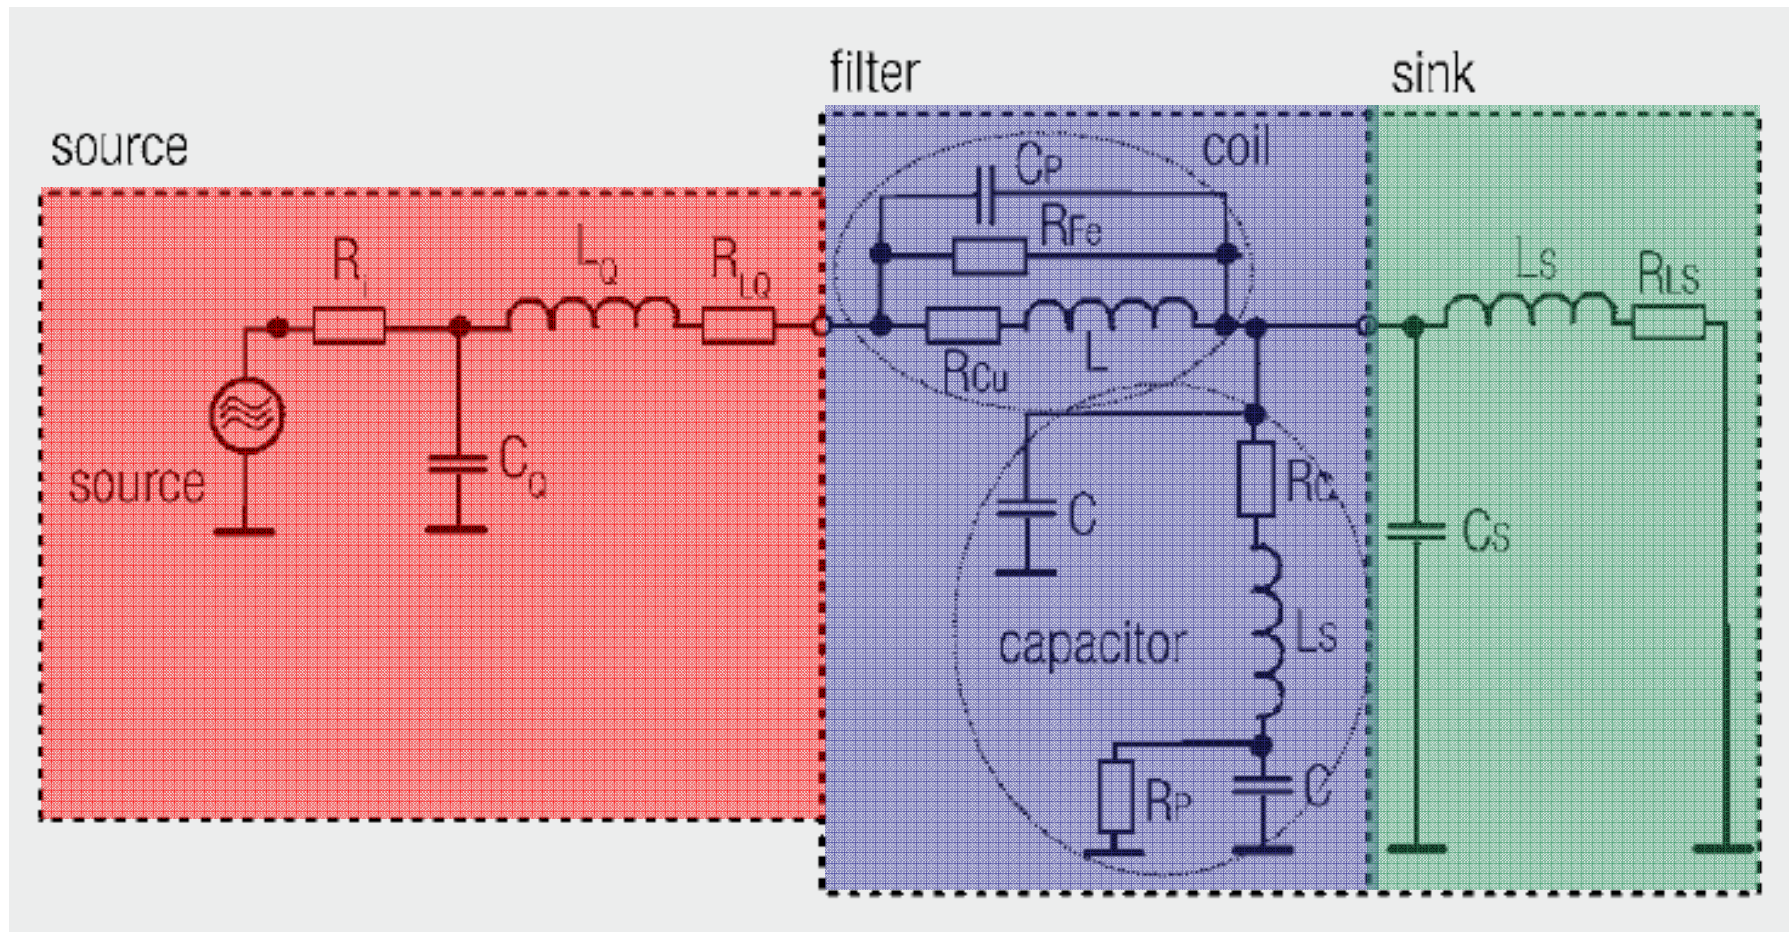 filter
sink
source
coil
CP
RFe
LQ
Ri
RLQ
LS
RLS
RCu
L
source
CQ
C
RC
CS
capacitor
LS
RP
C